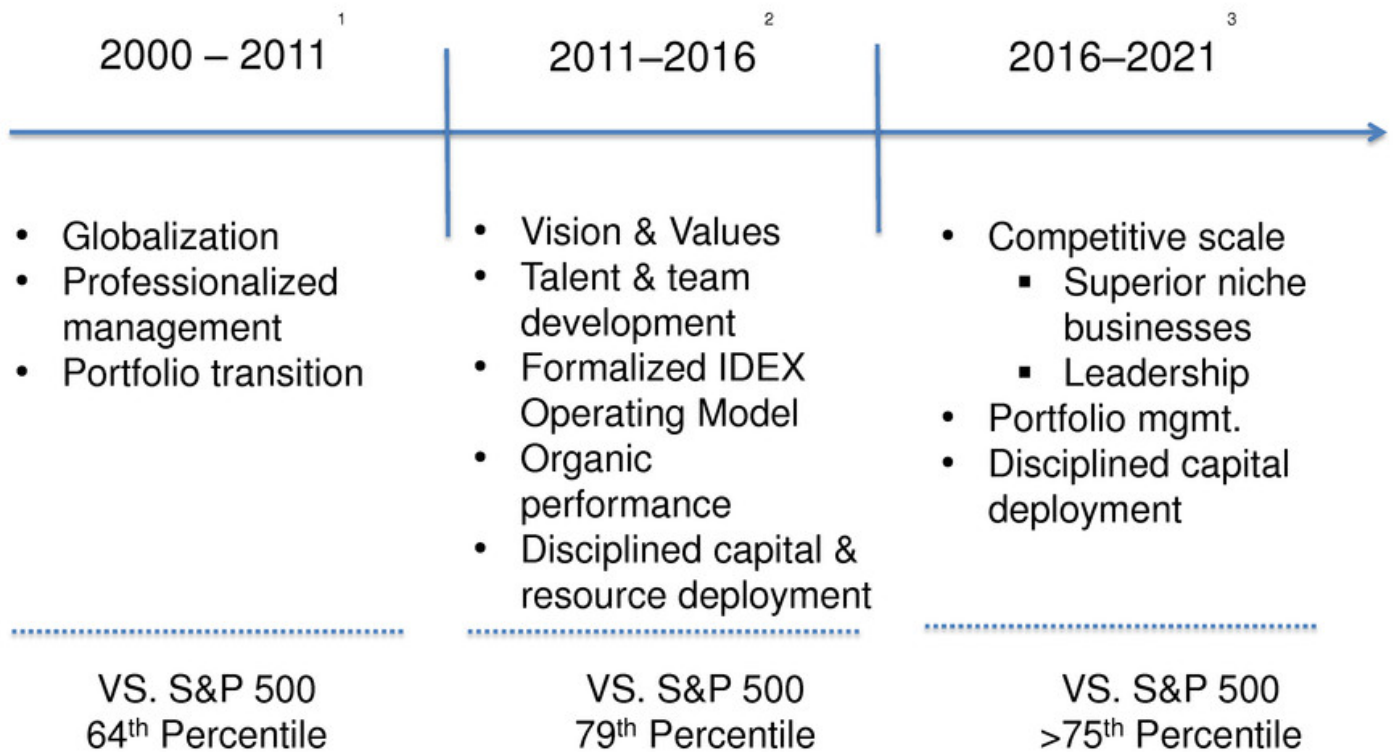 2000 – 2011 1
• Globalization
• Professionalized
management
• Portfolio transition
VS. S&P 500
64th Percentile
2011–2016 2
• Vision & Values
• Talent & team
development
• Formalized IDEX
Operating Model
• Organic
performance
• Disciplined capital &
resource deployment
VS. S&P 500
79th Percentile
2016–2021 3
• Competitive scale
▪ Superior niche
businesses
▪ Leadership
• Portfolio mgmt.
• Disciplined capital
deployment
VS. S&P 500
>75th Percentile